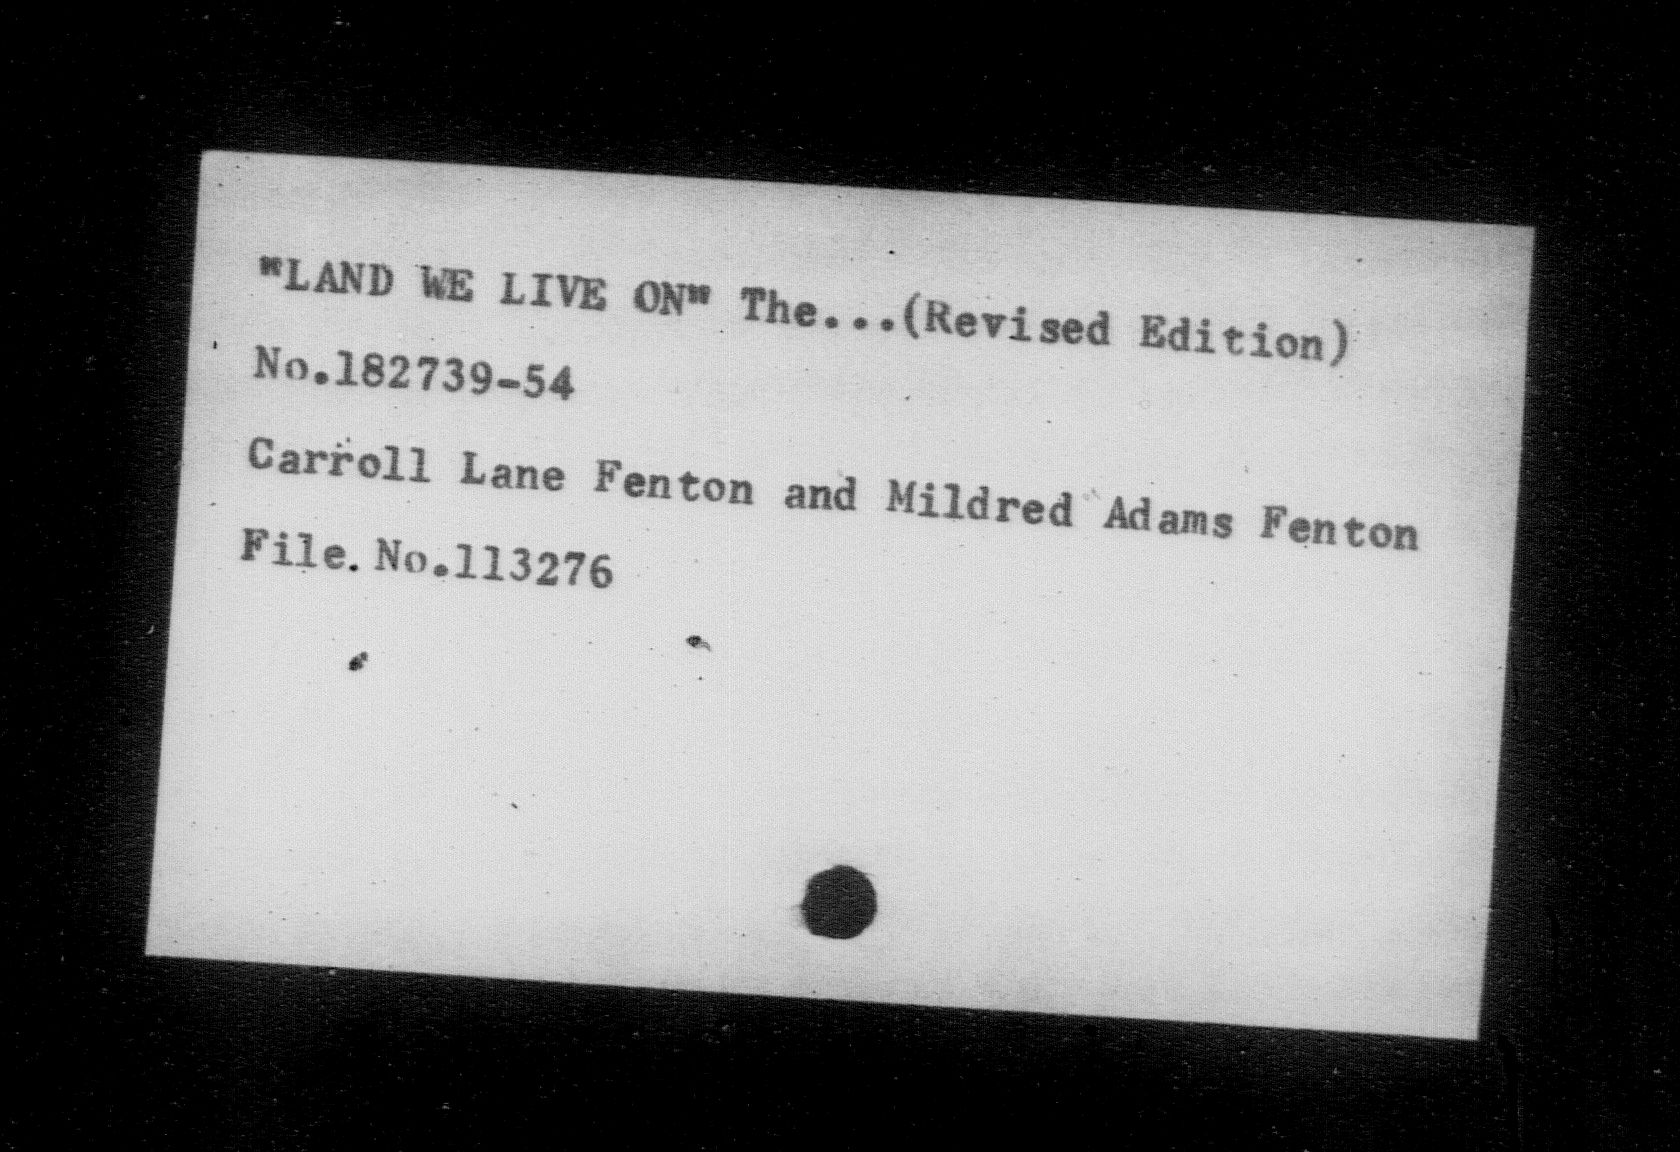 "LAND WE LIVE ON" The...(Revised Edition)
No.182739-54
Carroll Lane Fenton and Mildred Adams Fenton
File. No.113276